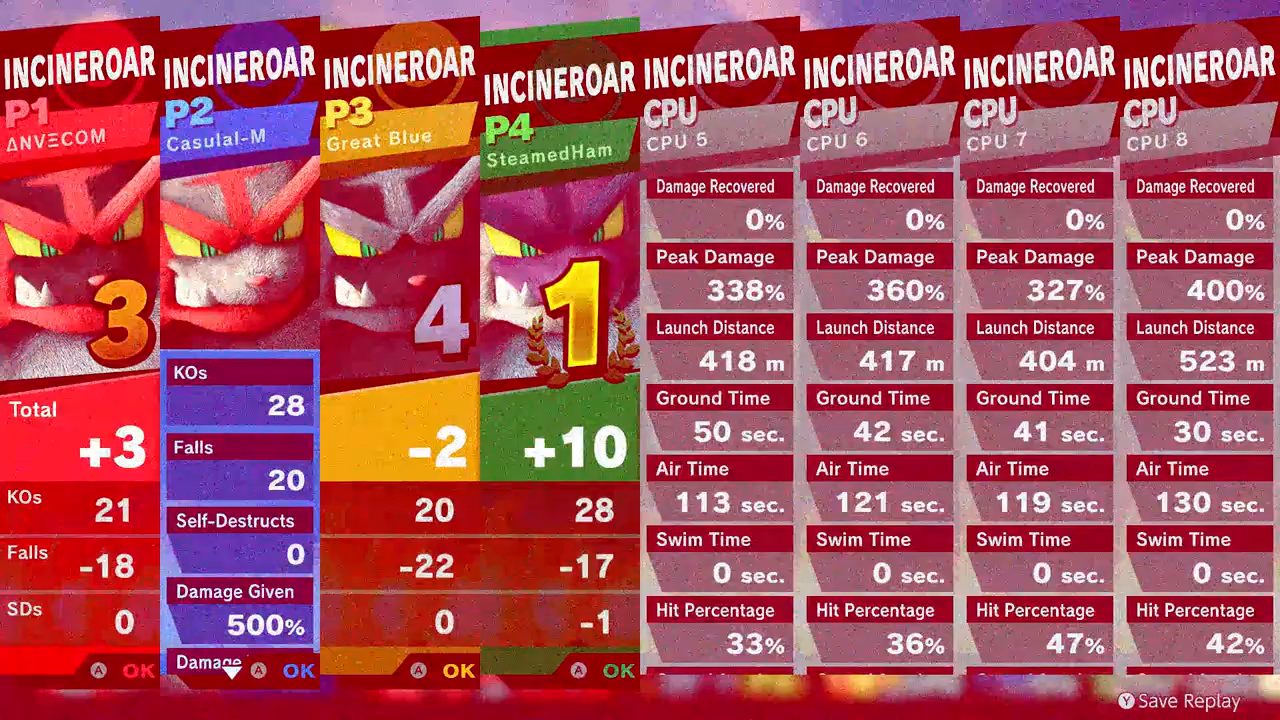 INCINEROAR
P1
ΔNVΞCOM
3
Total
+3
KOs
21
Falls
-18
SDs
0
A OK
INCINEROAR
P2
Casulal-M
KOs
28
Falls
20
Self-Destructs
0
Damage Given
500%
Damage
A OK
INCINEROAR
P3
Great Blue
4
-2
20
-22
0
A OK
INCINEROAR
P4
SteamedHam
1
+10
28
-17
-1
A OK
INCINEROAR
CPU
CPU 5
Damage Recovered
0%
Peak Damage
338%
Launch Distance
418 m
Ground Time
50 sec.
Air Time
113 sec.
Swim Time
0 sec.
Hit Percentage
33%
INCINEROAR
CPU
CPU 6
Damage Recovered
0%
Peak Damage
360%
Launch Distance
417 m
Ground Time
42 sec.
Air Time
121 sec.
Swim Time
0 sec.
Hit Percentage
36%
INCINEROAR
CPU
CPU 7
Damage Recovered
0%
Peak Damage
327%
Launch Distance
404 m
Ground Time
41 sec.
Air Time
119 sec.
Swim Time
0 sec.
Hit Percentage
47%
INCINEROAR
CPU
CPU 8
Damage Recovered
0%
Peak Damage
400%
Launch Distance
523 m
Ground Time
30 sec.
Air Time
130 sec.
Swim Time
0 sec.
Hit Percentage
42%
Y Save Replay